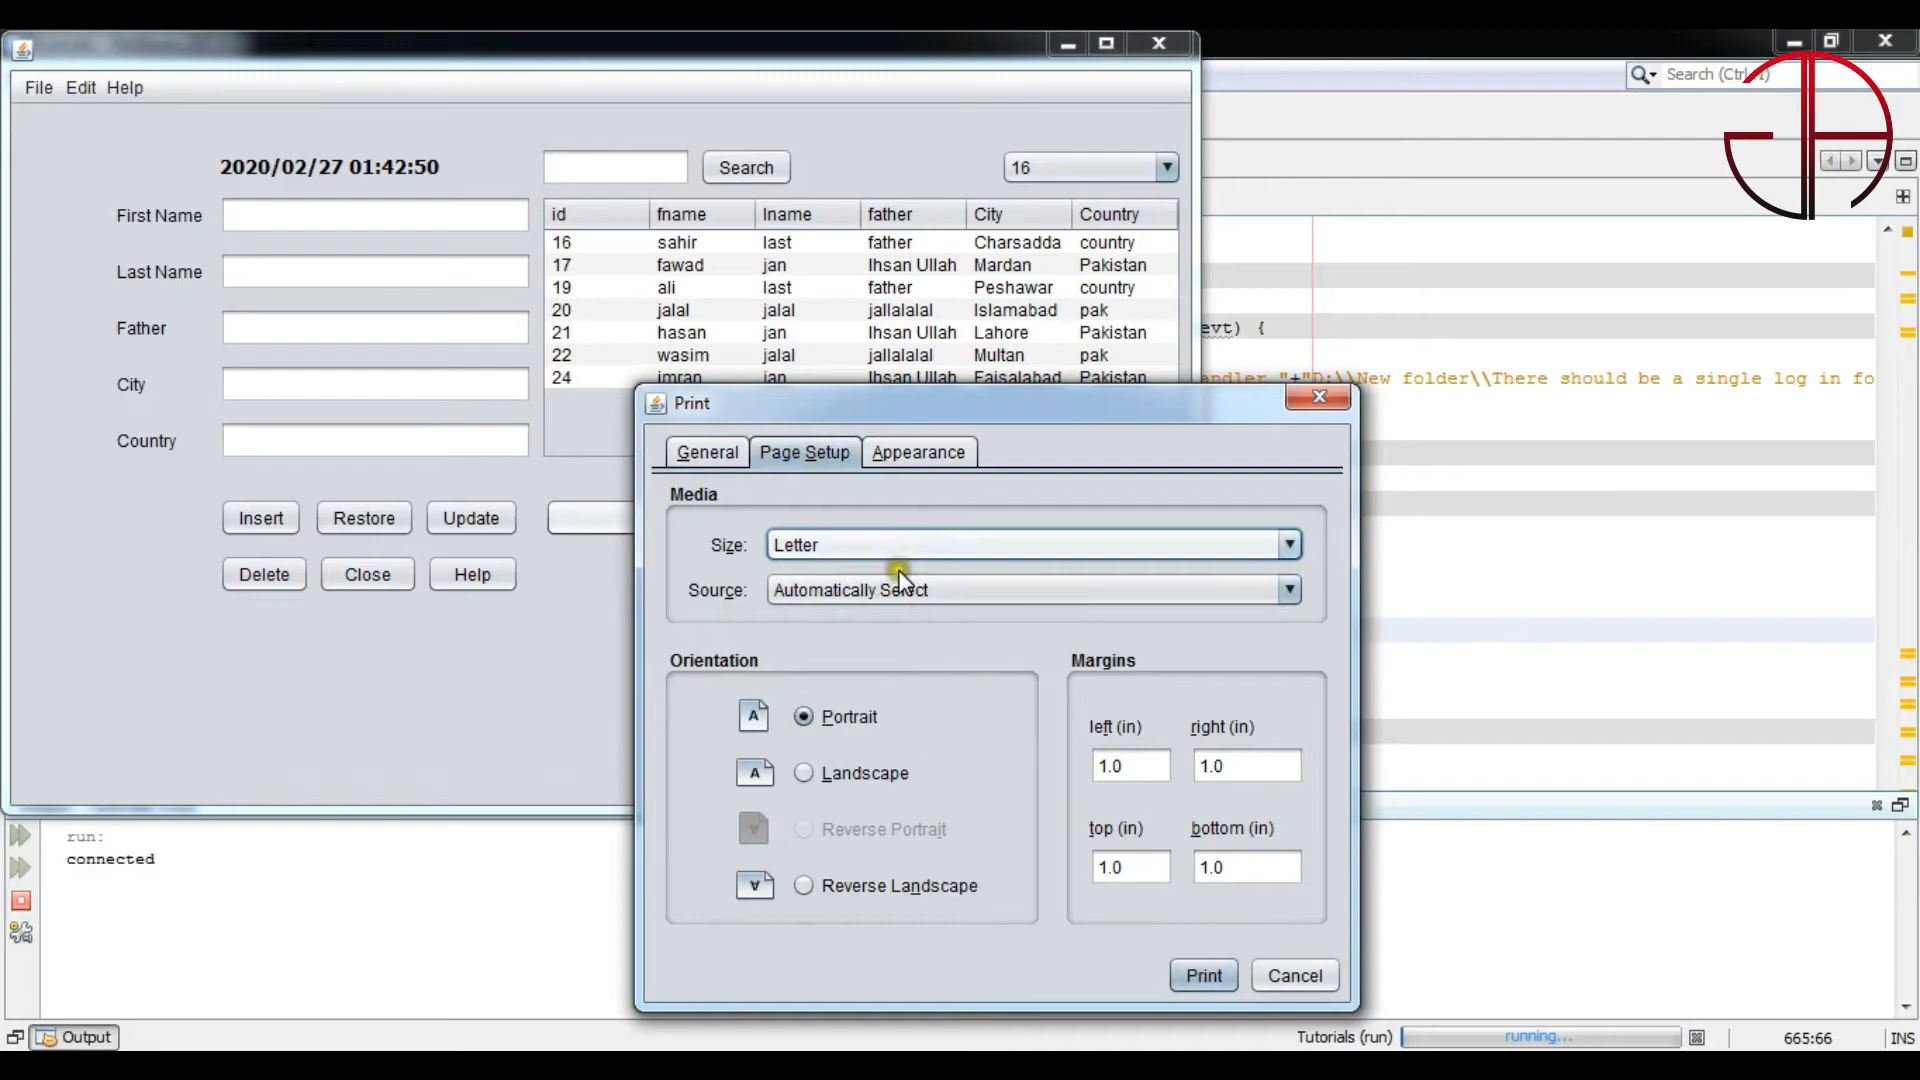 File Edit Help
Search (Ctrl+I)
2020/02/27 01:42:50
Search
16
First Name
Last Name
Father
City
Country
id fname lname father City Country
16 sahir last father Charsadda country
17 fawad jan Ihsan Ullah Mardan Pakistan
19 ali last father Peshawar country
20 jalal jalal jallalalal Islamabad pak
21 hasan jan Ihsan Ullah Lahore Pakistan
22 wasim jalal jallalalal Multan pak
24 imran jan Ihsan Ullah Faisalabad Pakistan
Insert Restore Update
Delete Close Help
evt) {
andler "+"D:\\New folder\\There should be a single log in fo
Print
General Page Setup Appearance
Media
Size: Letter
Source: Automatically Select
Orientation
A Portrait
A Landscape
A Reverse Portrait
A Reverse Landscape
Margins
left (in) right (in)
1.0 1.0
top (in) bottom (in)
1.0 1.0
Print Cancel
run:
connected
Output
Tutorials (run) running... 665:66 INS